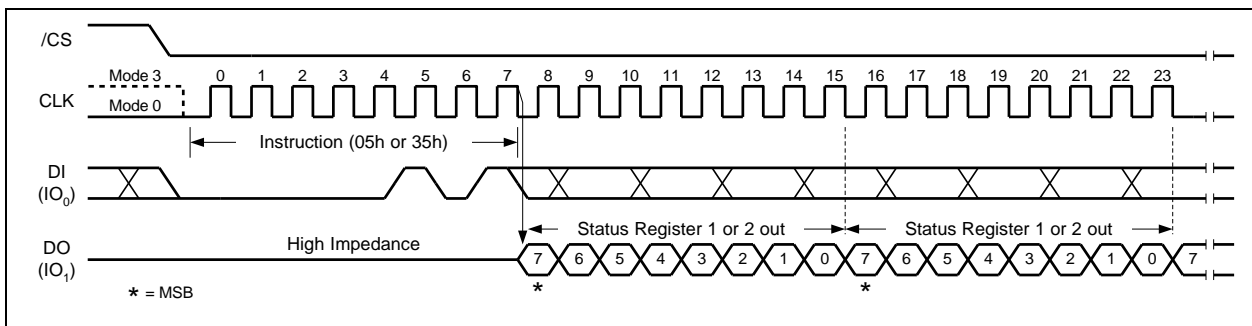 /CS
Mode 3 0 1 2 3 4 5 6 7 8 9 10 11 12 13 14 15 16 17 18 19 20 21 22 23
CLK Mode 0
Instruction (05h or 35h)
DI
(IO0)
Status Register 1 or 2 out Status Register 1 or 2 out
DO High Impedance 7 6 5 4 3 2 1 0 7 6 5 4 3 2 1 0 7
(IO1)
* *
* = MSB